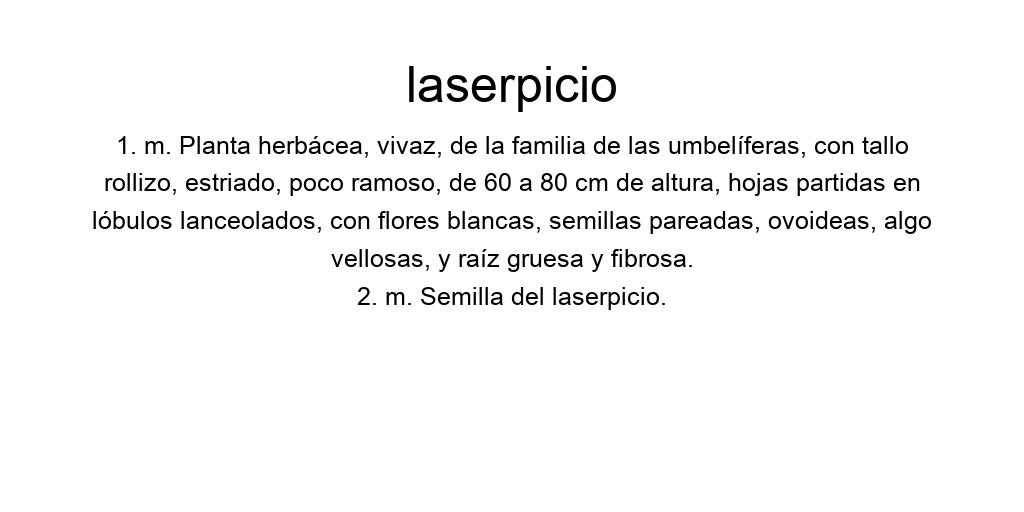 laserpicio
1. m. Planta herbácea, vivaz, de la familia de las umbelíferas, con tallo
rollizo, estriado, poco ramoso, de 60 a 80 cm de altura, hojas partidas en
lóbulos lanceolados, con flores blancas, semillas pareadas, ovoideas, algo
vellosas, y raíz gruesa y fibrosa.
2. m. Semilla del laserpicio.